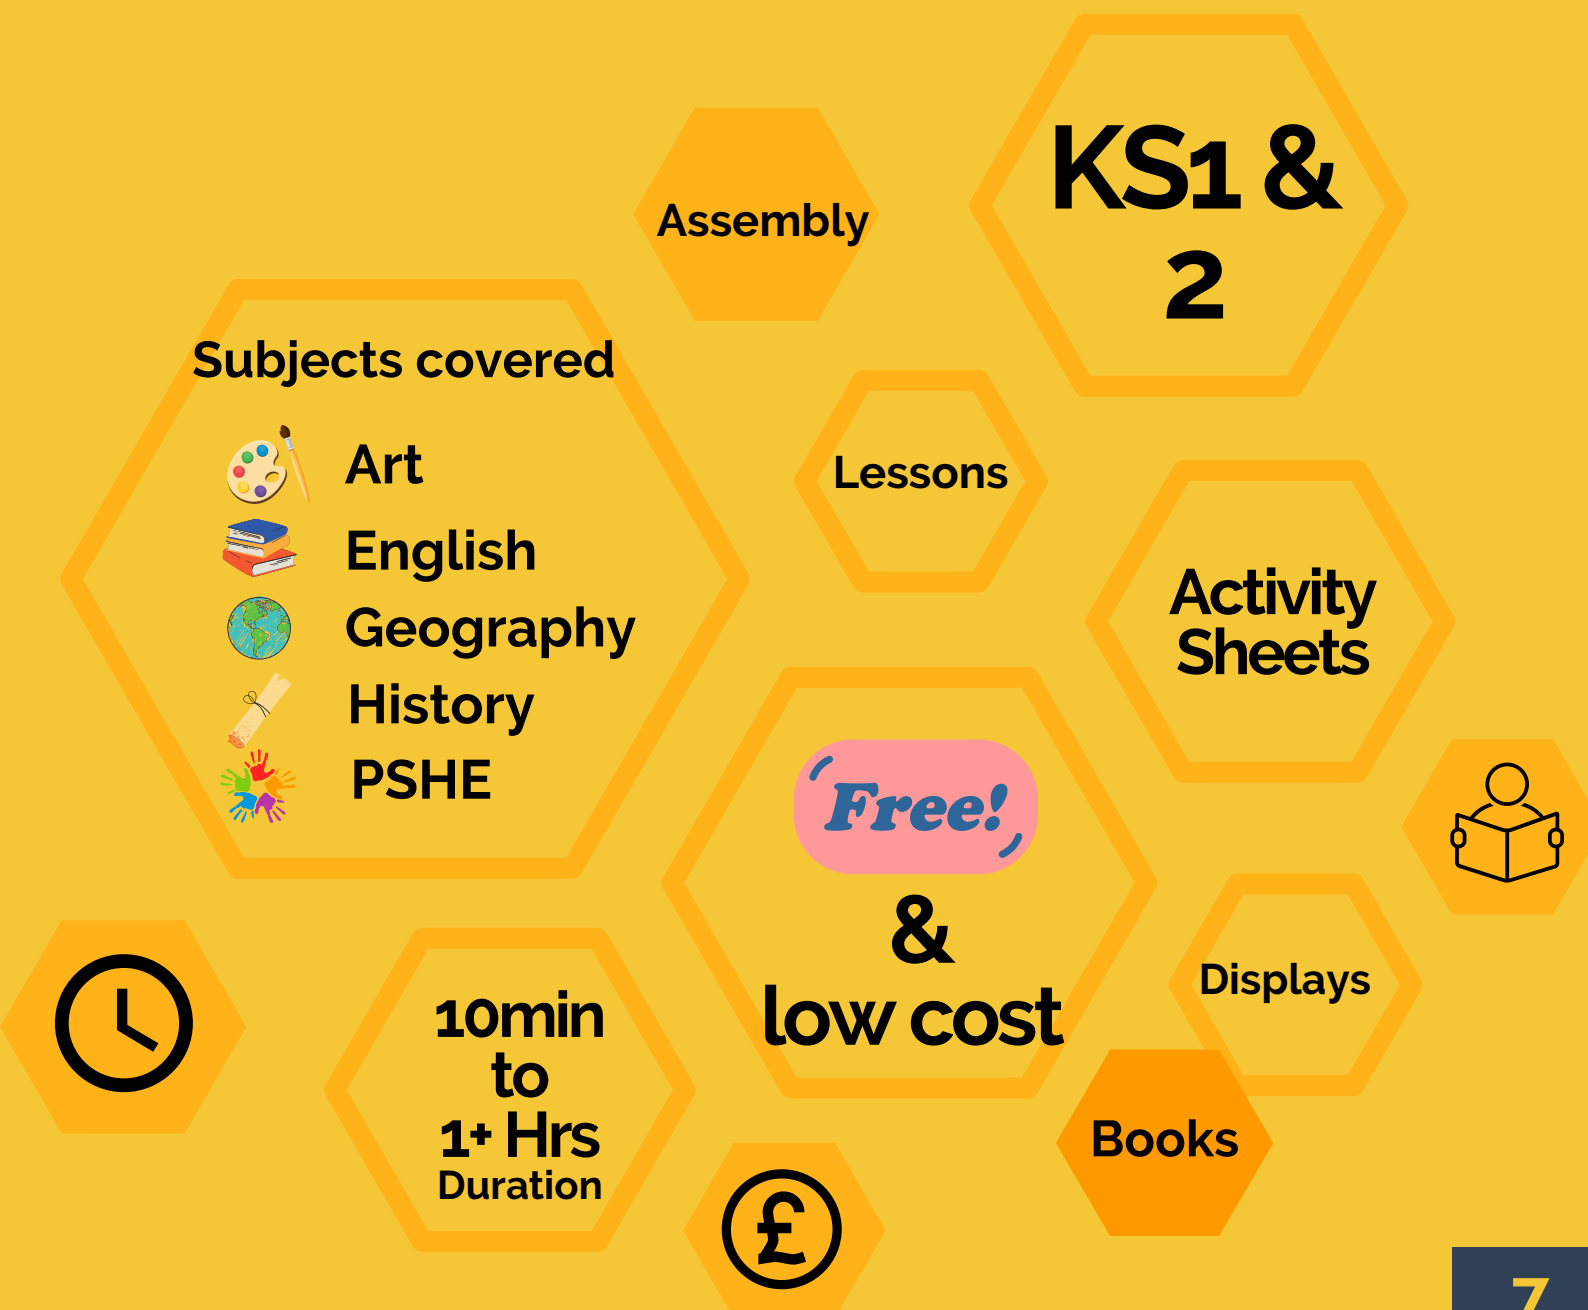 KS1 &
2
Assembly
Subjects covered
Art
English
Geography
History
PSHE
Lessons
Activity
Sheets
Free!
&
low cost
Displays
10min
to
1+ Hrs
Duration
Books
£
7